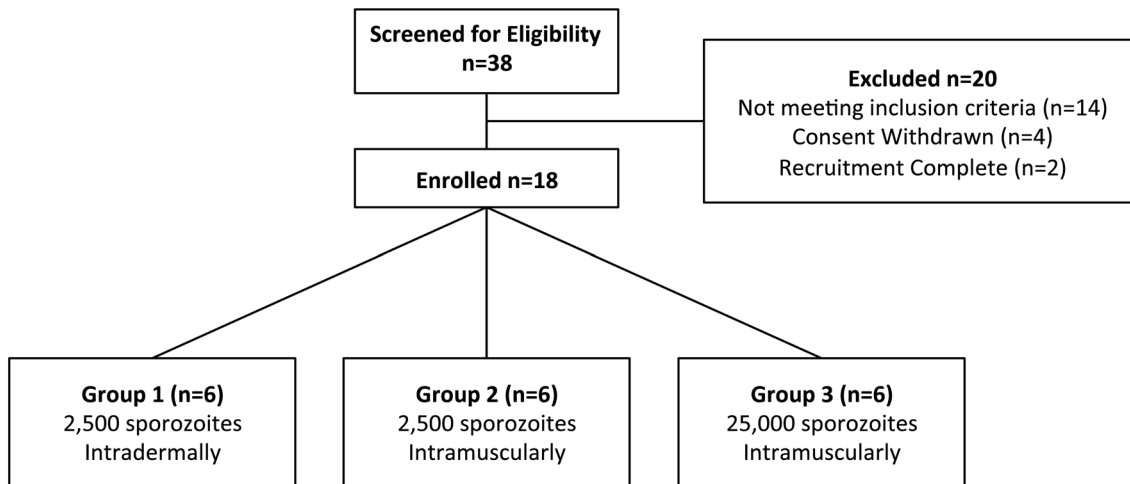 Screened for Eligibility
n=38
Excluded n=20
Not meeting inclusion criteria (n=14)
Consent Withdrawn (n=4)
Recruitment Complete (n=2)
Enrolled n=18
Group 1 (n=6)
2,500 sporozoites
Intradermally
Group 2 (n=6)
2,500 sporozoites
Intramuscularly
Group 3 (n=6)
25,000 sporozoites
Intramuscularly